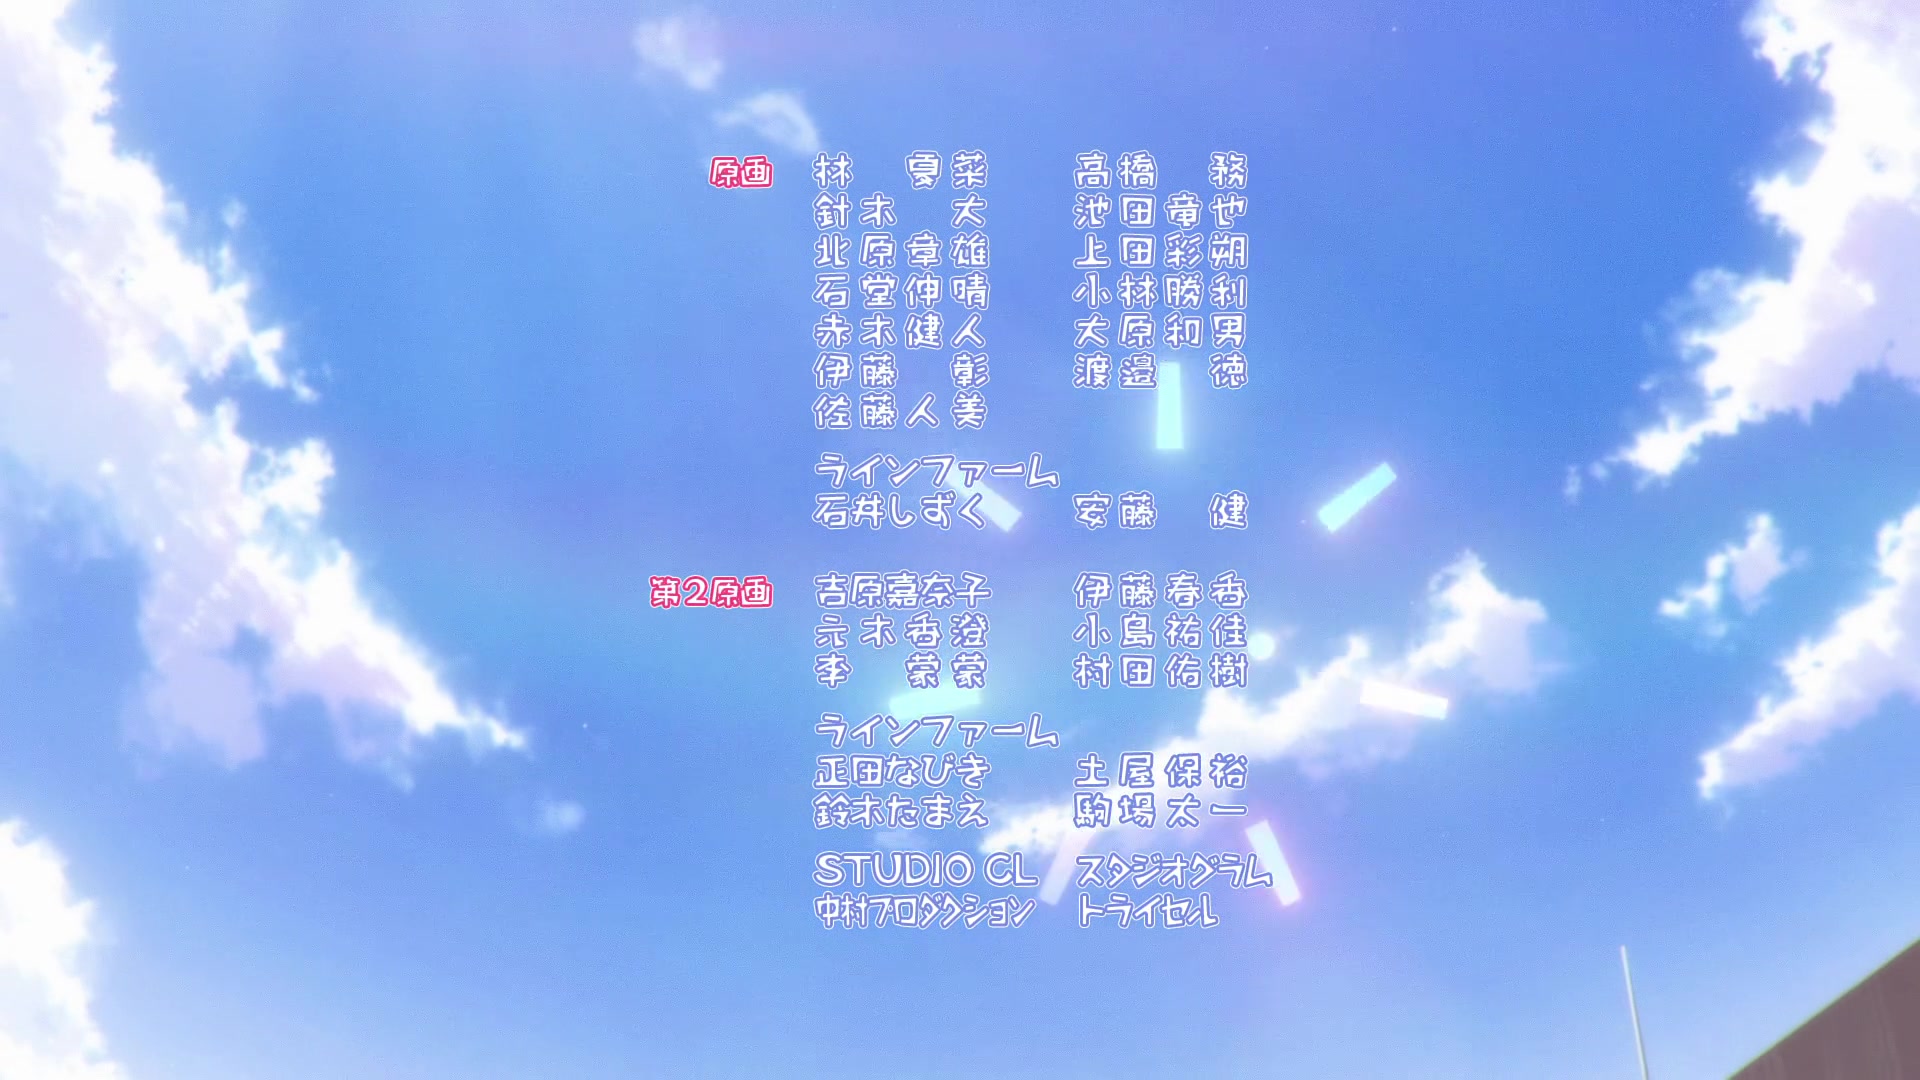 原画 林 夏菜 高橋 務
針木 大 池田竜也
北原章雄 上田彩朔
石堂伸晴 小林勝利
赤木健人 大原和男
伊藤 彰 渡邉 徳
佐藤人美
ラインファーム
石井しずく 安藤 健
第2原画 吉原嘉奈子 伊藤春香
元木香澄 小島祐佳
李 蒙蒙 村田佑樹
ラインファーム
正田なびき 土屋保裕
鈴木たまえ 駒場太一
STUDIO CL スタジオグラム
中村プロダクション トライセル